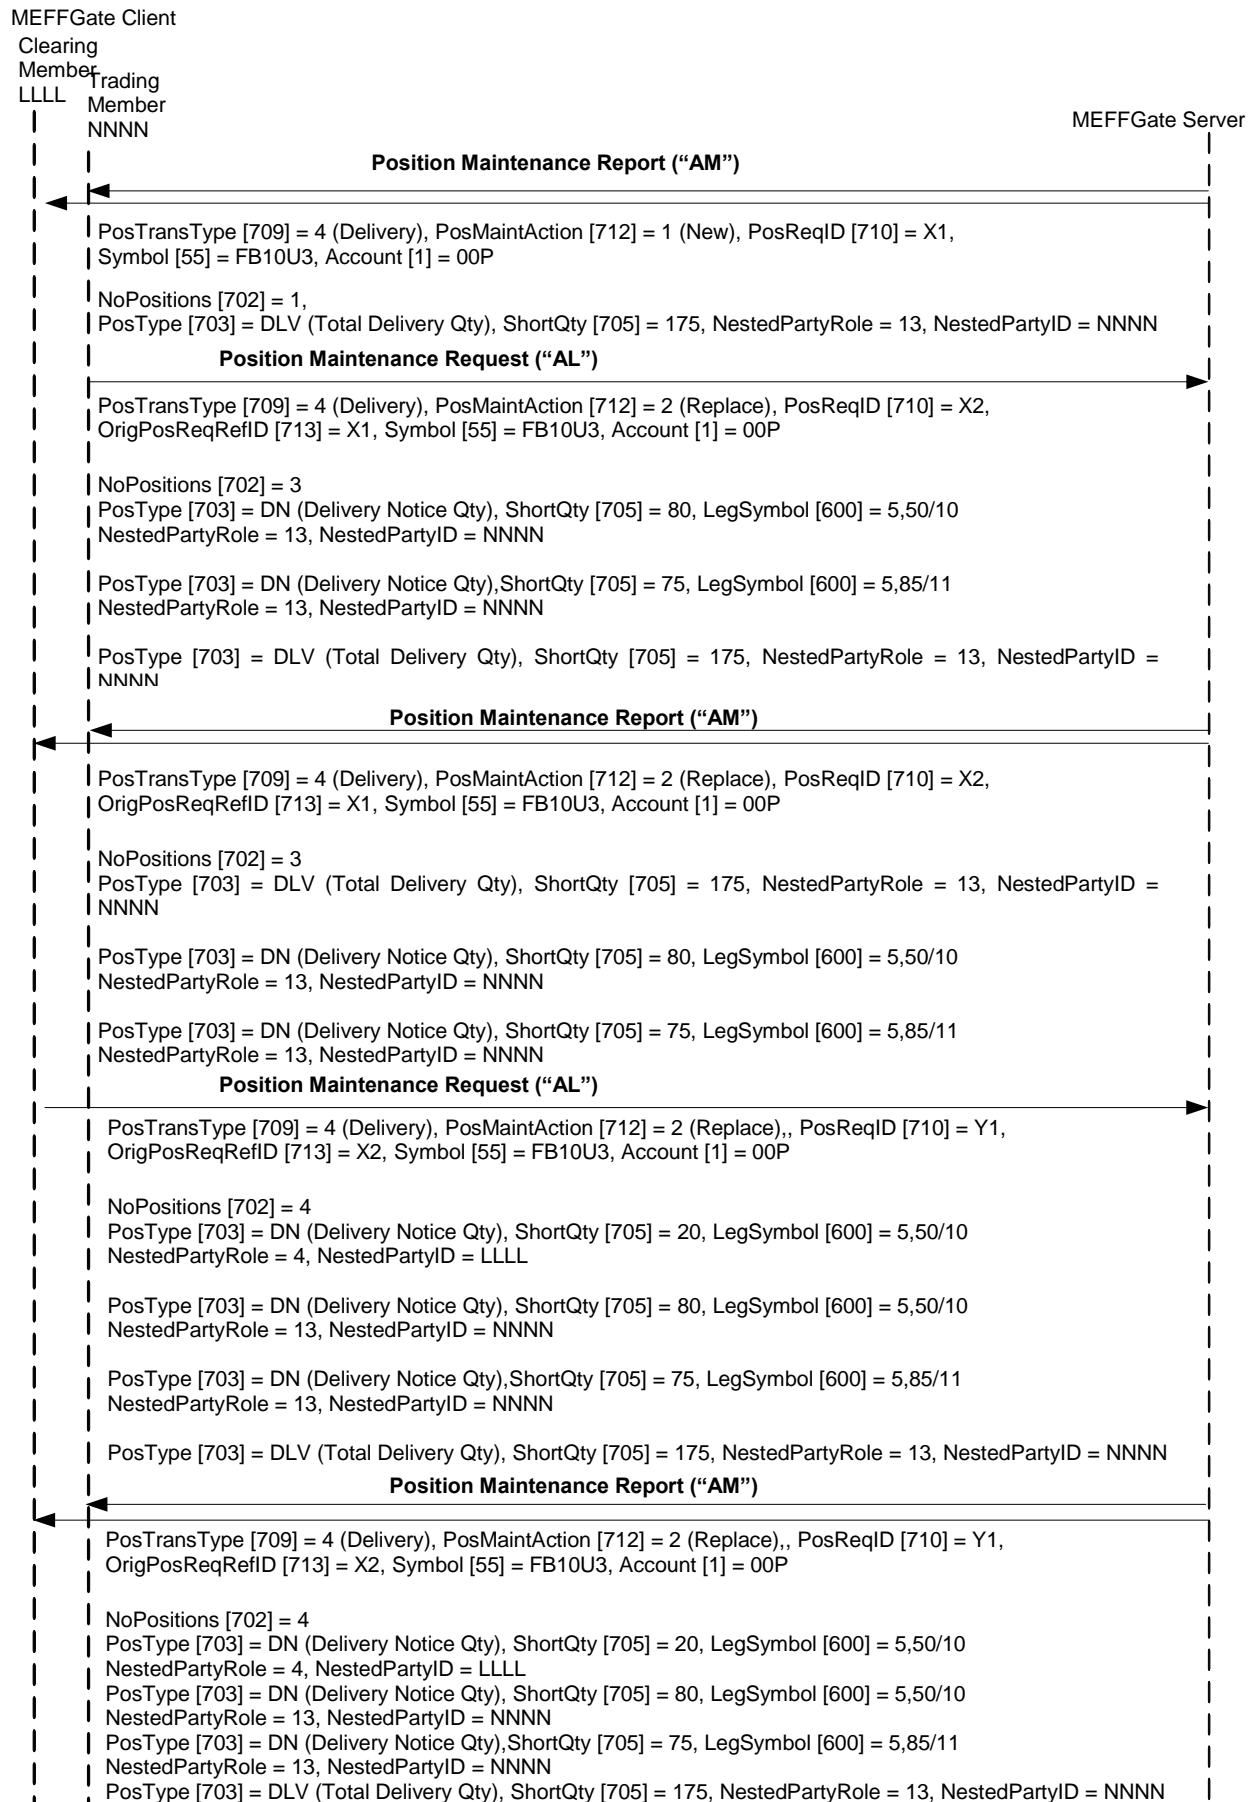 MEFFGate Client
Clearing
Member
LLLL
Trading
Member
NNNN
MEFFGate Server
Position Maintenance Report (“AM”)
PosTransType [709] = 4 (Delivery), PosMaintAction [712] = 1 (New), PosReqID [710] = X1,
Symbol [55] = FB10U3, Account [1] = 00P
NoPositions [702] = 1,
PosType [703] = DLV (Total Delivery Qty), ShortQty [705] = 175, NestedPartyRole = 13, NestedPartyID = NNNN
Position Maintenance Request (“AL”)
PosTransType [709] = 4 (Delivery), PosMaintAction [712] = 2 (Replace), PosReqID [710] = X2,
OrigPosReqRefID [713] = X1, Symbol [55] = FB10U3, Account [1] = 00P
NoPositions [702] = 3
PosType [703] = DN (Delivery Notice Qty), ShortQty [705] = 80, LegSymbol [600] = 5,50/10
NestedPartyRole = 13, NestedPartyID = NNNN
PosType [703] = DN (Delivery Notice Qty),ShortQty [705] = 75, LegSymbol [600] = 5,85/11
NestedPartyRole = 13, NestedPartyID = NNNN
PosType [703] = DLV (Total Delivery Qty), ShortQty [705] = 175, NestedPartyRole = 13, NestedPartyID =
NNNN
Position Maintenance Report (“AM”)
PosTransType [709] = 4 (Delivery), PosMaintAction [712] = 2 (Replace), PosReqID [710] = X2,
OrigPosReqRefID [713] = X1, Symbol [55] = FB10U3, Account [1] = 00P
NoPositions [702] = 3
PosType [703] = DLV (Total Delivery Qty), ShortQty [705] = 175, NestedPartyRole = 13, NestedPartyID =
NNNN
PosType [703] = DN (Delivery Notice Qty), ShortQty [705] = 80, LegSymbol [600] = 5,50/10
NestedPartyRole = 13, NestedPartyID = NNNN
PosType [703] = DN (Delivery Notice Qty), ShortQty [705] = 75, LegSymbol [600] = 5,85/11
NestedPartyRole = 13, NestedPartyID = NNNN
Position Maintenance Request (“AL”)
PosTransType [709] = 4 (Delivery), PosMaintAction [712] = 2 (Replace),, PosReqID [710] = Y1,
OrigPosReqRefID [713] = X2, Symbol [55] = FB10U3, Account [1] = 00P
NoPositions [702] = 4
PosType [703] = DN (Delivery Notice Qty), ShortQty [705] = 20, LegSymbol [600] = 5,50/10
NestedPartyRole = 4, NestedPartyID = LLLL
PosType [703] = DN (Delivery Notice Qty), ShortQty [705] = 80, LegSymbol [600] = 5,50/10
NestedPartyRole = 13, NestedPartyID = NNNN
PosType [703] = DN (Delivery Notice Qty),ShortQty [705] = 75, LegSymbol [600] = 5,85/11
NestedPartyRole = 13, NestedPartyID = NNNN
PosType [703] = DLV (Total Delivery Qty), ShortQty [705] = 175, NestedPartyRole = 13, NestedPartyID = NNNN
Position Maintenance Report (“AM”)
PosTransType [709] = 4 (Delivery), PosMaintAction [712] = 2 (Replace),, PosReqID [710] = Y1,
OrigPosReqRefID [713] = X2, Symbol [55] = FB10U3, Account [1] = 00P
NoPositions [702] = 4
PosType [703] = DN (Delivery Notice Qty), ShortQty [705] = 20, LegSymbol [600] = 5,50/10
NestedPartyRole = 4, NestedPartyID = LLLL
PosType [703] = DN (Delivery Notice Qty), ShortQty [705] = 80, LegSymbol [600] = 5,50/10
NestedPartyRole = 13, NestedPartyID = NNNN
PosType [703] = DN (Delivery Notice Qty),ShortQty [705] = 75, LegSymbol [600] = 5,85/11
NestedPartyRole = 13, NestedPartyID = NNNN
PosType [703] = DLV (Total Delivery Qty), ShortQty [705] = 175, NestedPartyRole = 13, NestedPartyID = NNNN